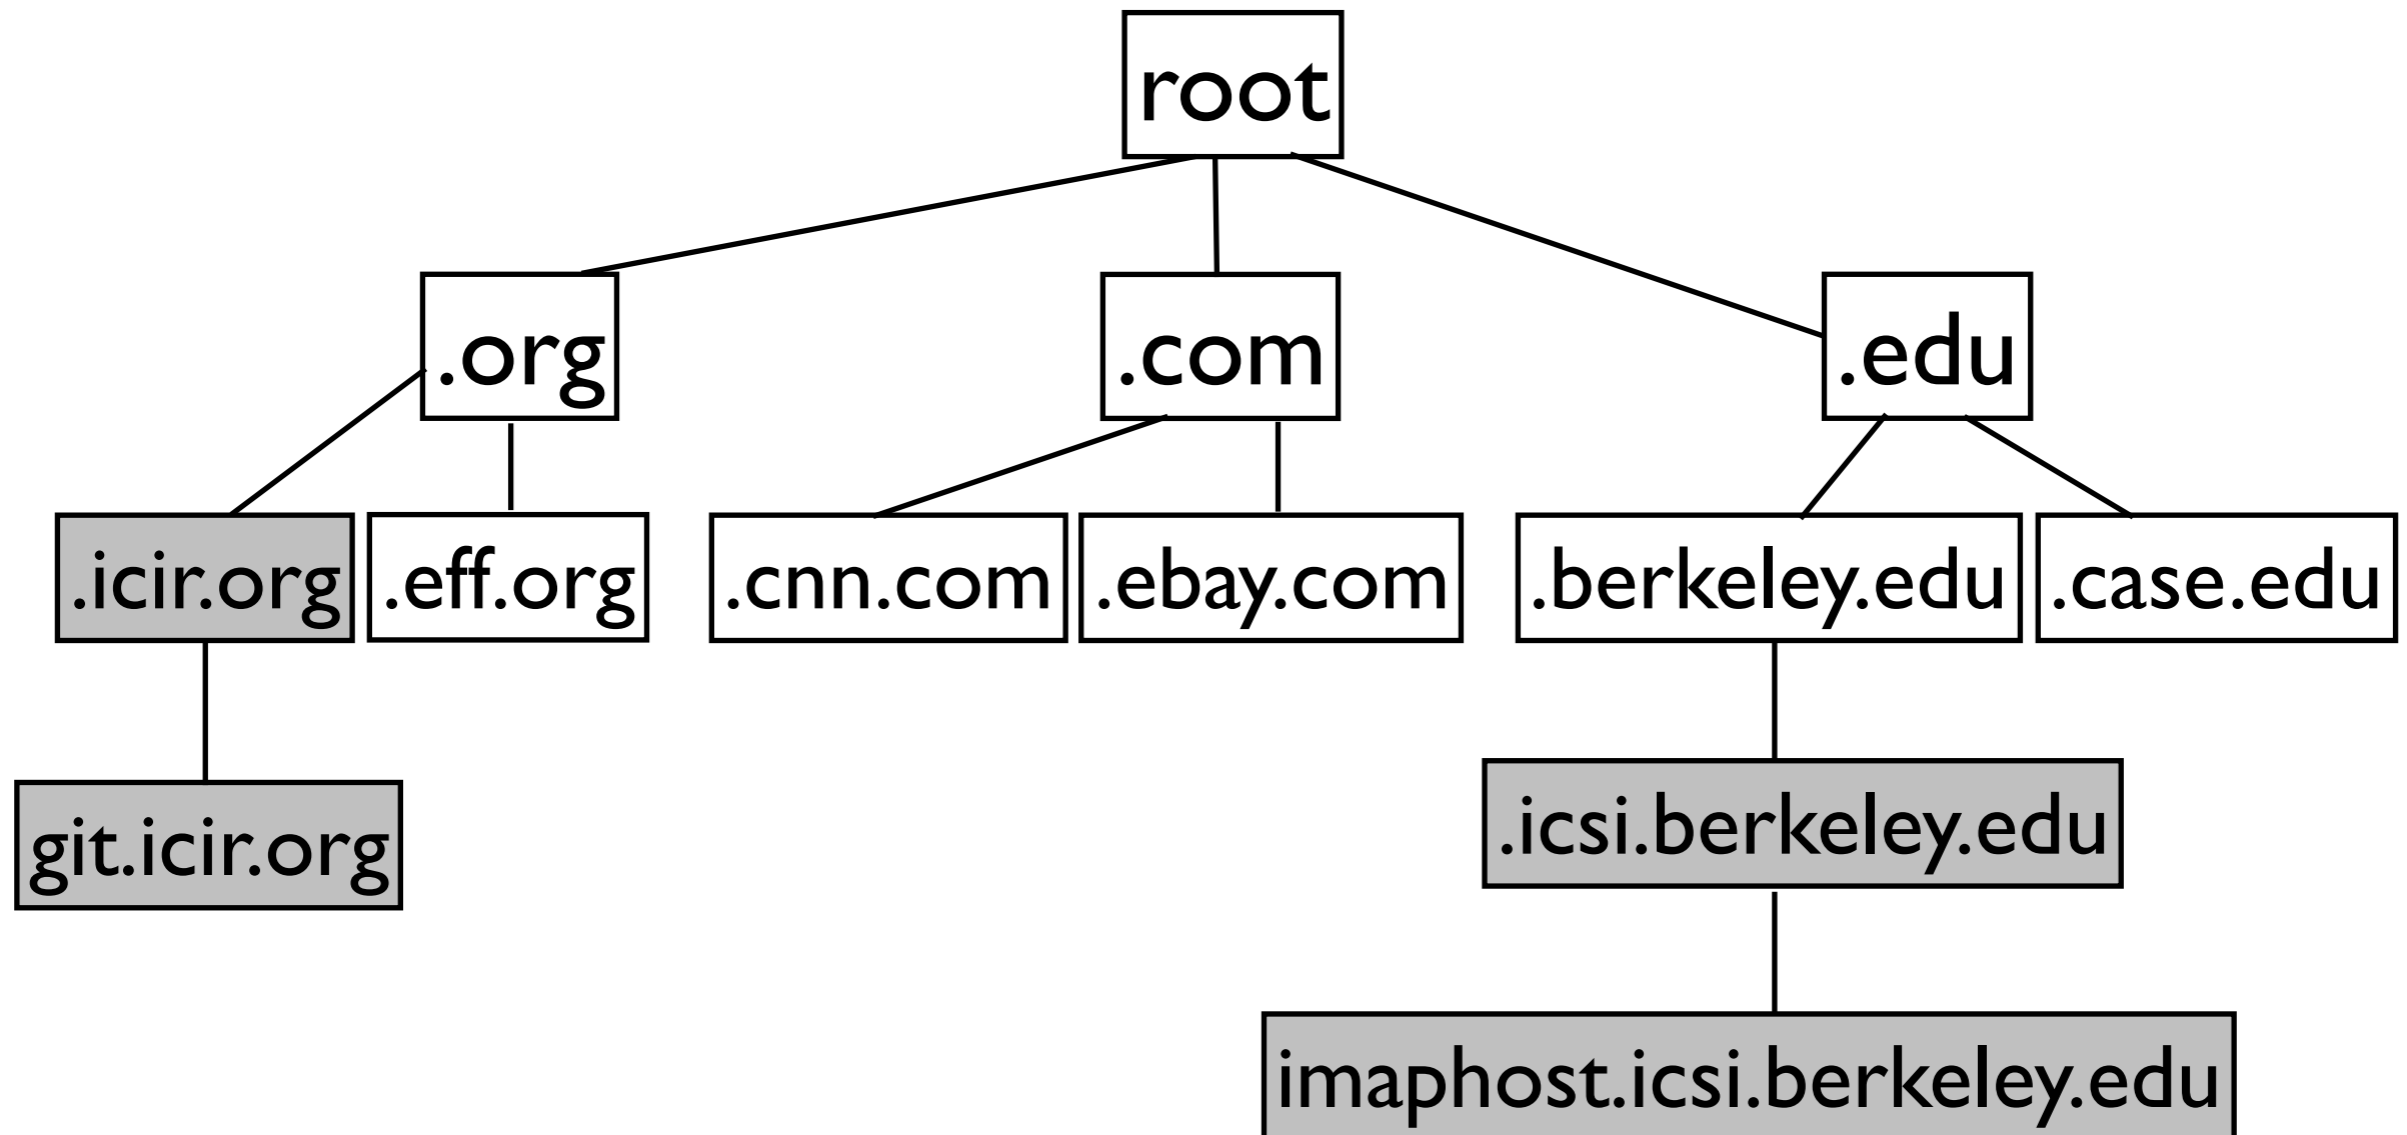 root
.org
.com
.edu
.icir.org
.eff.org
.cnn.com
.ebay.com
.berkeley.edu
.case.edu
git.icir.org
.icsi.berkeley.edu
imaphost.icsi.berkeley.edu